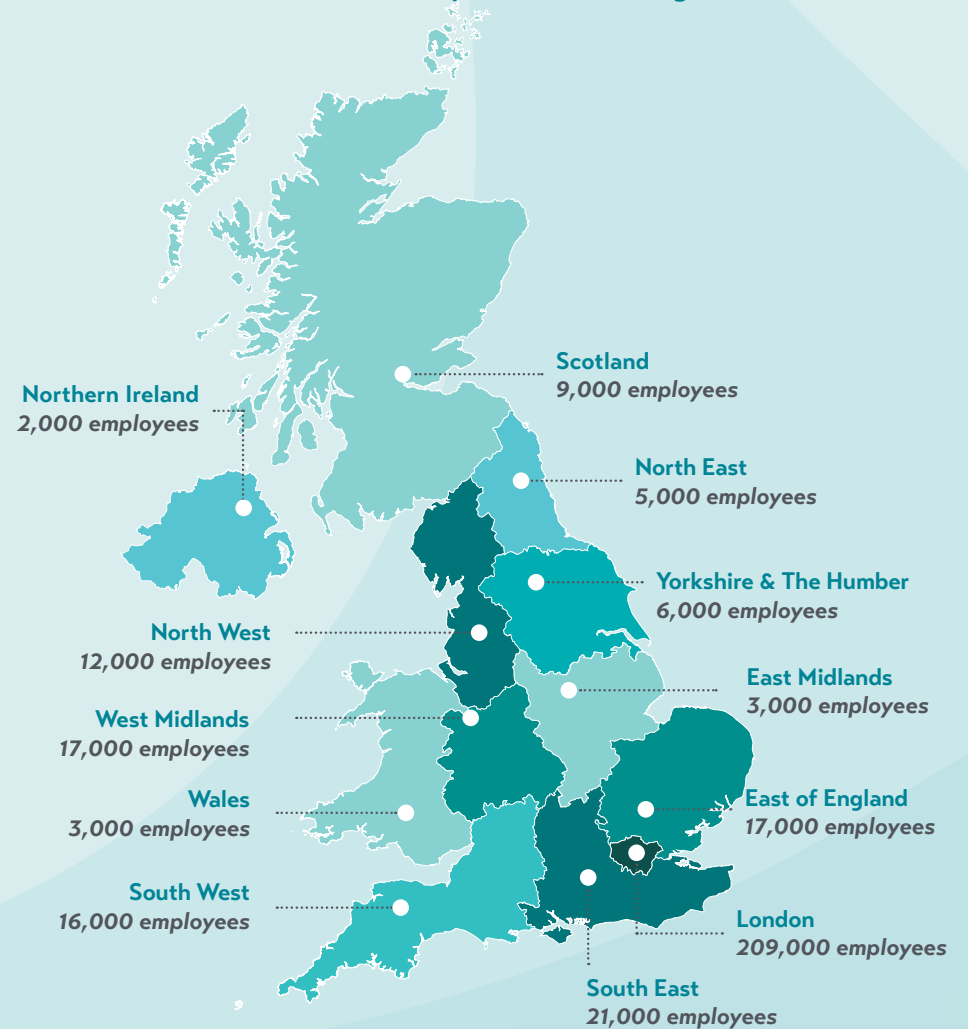 Scotland
9,000 employees
Northern Ireland
2,000 employees
North East
5,000 employees
Yorkshire & The Humber
6,000 employees
North West
12,000 employees
East Midlands
3,000 employees
West Midlands
17,000 employees
Wales
3,000 employees
East of England
17,000 employees
South West
16,000 employees
London
209,000 employees
South East
21,000 employees